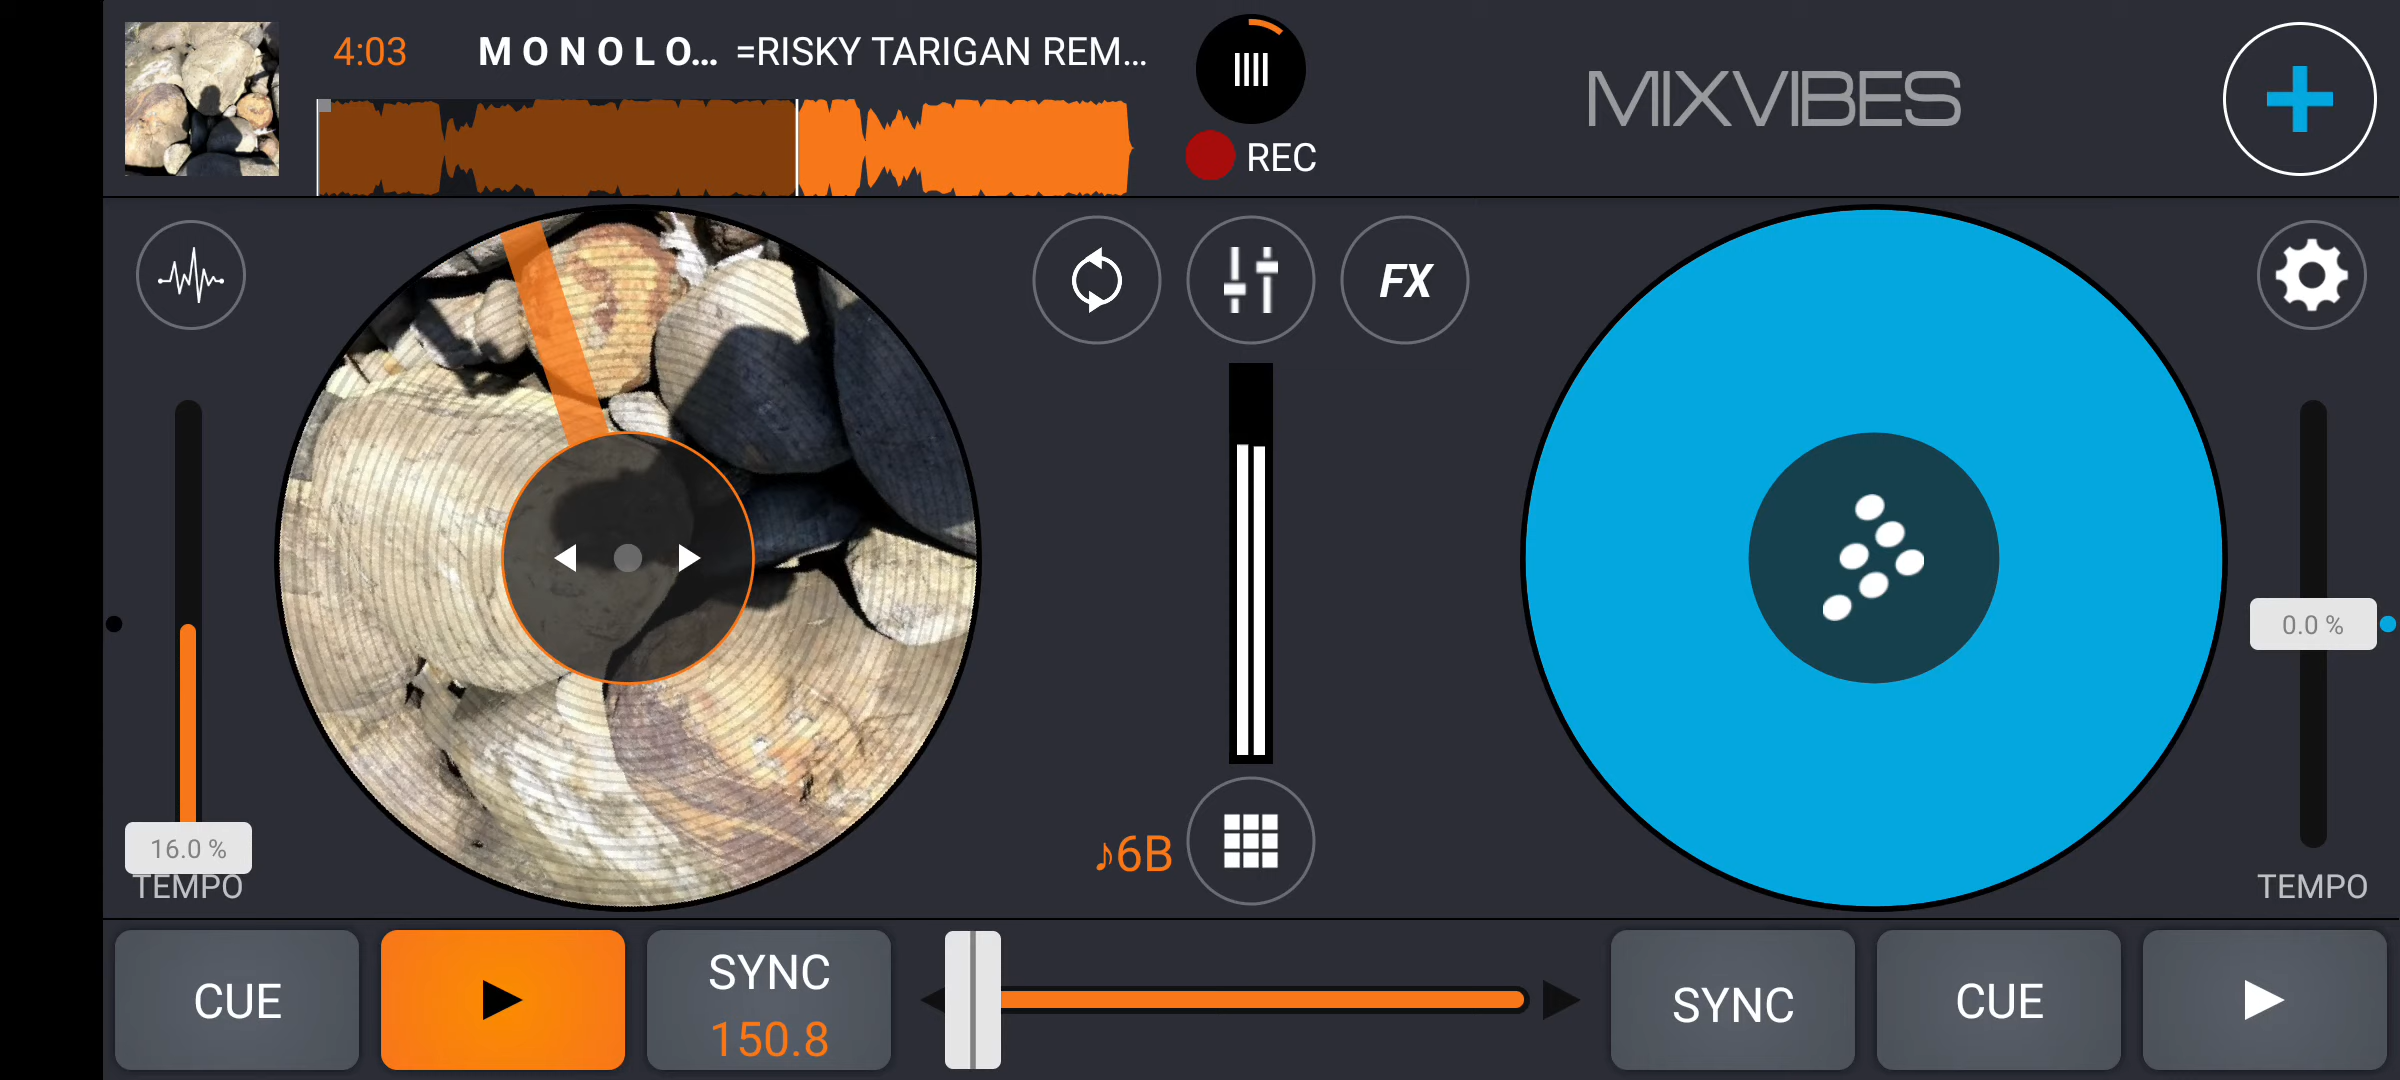 4:03 M O N O L O... =RISKY TARIGAN REM...
REC
MIXVIBES
FX
16.0 %
TEMPO
0.0 %
TEMPO
♪6B
CUE
SYNC
150.8
SYNC
CUE